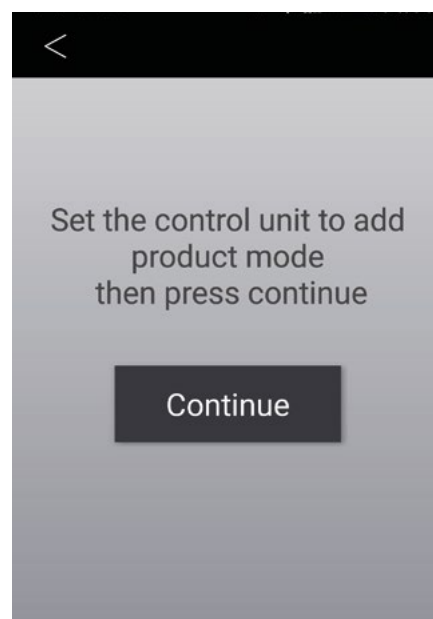 Set the control unit to add
product mode
then press continue
Continue